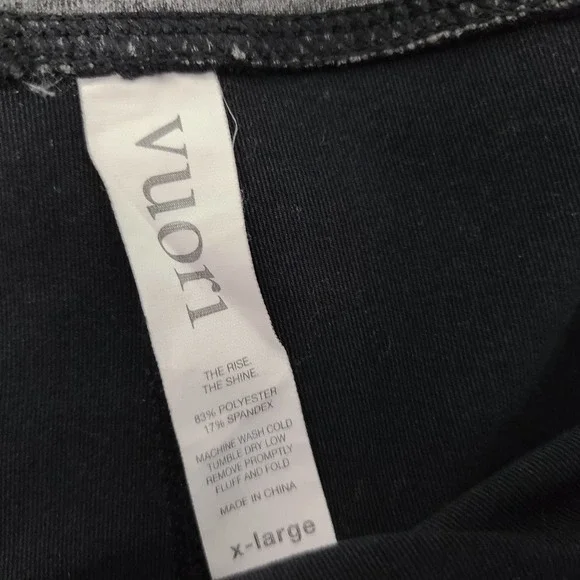 vuori
THE RISE.
THE SHINE.
83% POLYESTER
17% SPANDEX
MACHINE WASH COLD
TUMBLE DRY LOW
REMOVE PROMPTLY
FLUFF AND FOLD
MADE IN CHINA
x-large